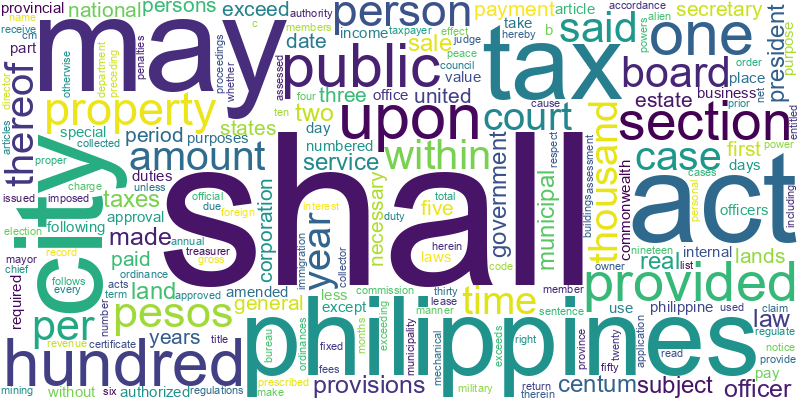 provincial
national
persons
exceed
person
payment
article
secretary
accordance
name
receive
etc
part
may
penalties
c
authority
members
date
income
taxpayer
sale
take
hereby
effect
judge
said
b
powers
alien
one
president
purpose
order
director
otherwise
department
preceding
whether
proceedings
assessed
public
peace
council
value
tax
board
place
net
thereof
property
three
office
united
cause
estate
business
prior
entitled
articles
special
collected
states
two
day
ten
four
numbered
upon
court
section
period
purposes
amount
service
within
thousand
respect
buildings
assessment
case
first
power
days
cases
proper
charge
city
duties
unless
taxes
approval
issued
imposed
following
made
shall
corporation
year
necessary
government
municipal
act
commonwealth
officers
personal
including
official
due
foreign
interest
total
duty
five
herein
laws
code
nineteen
internal
list
real
owner
lands
election
record
annual
treasurer
gross
immigration
collector
mayor
chief
follows
every
ordinance
paid
acts
term
approved
land
amended
general
less
except
commission
thirty
lease
manner
time
member
provided
philippine
used
use
law
claim
regulate
required
per
number
pesos
years
title
revenue
certificate
hundred
philippines
bureau
ordinances
months
fixed
fees
exceeding
municipality
mechanical
exceeds
right
sentence
province
fifty
twenty
application
read
notice
provide
pay
mining
without
six
authorized
regulations
prescribed
make
provisions
military
return
therein
centum
subject
officer